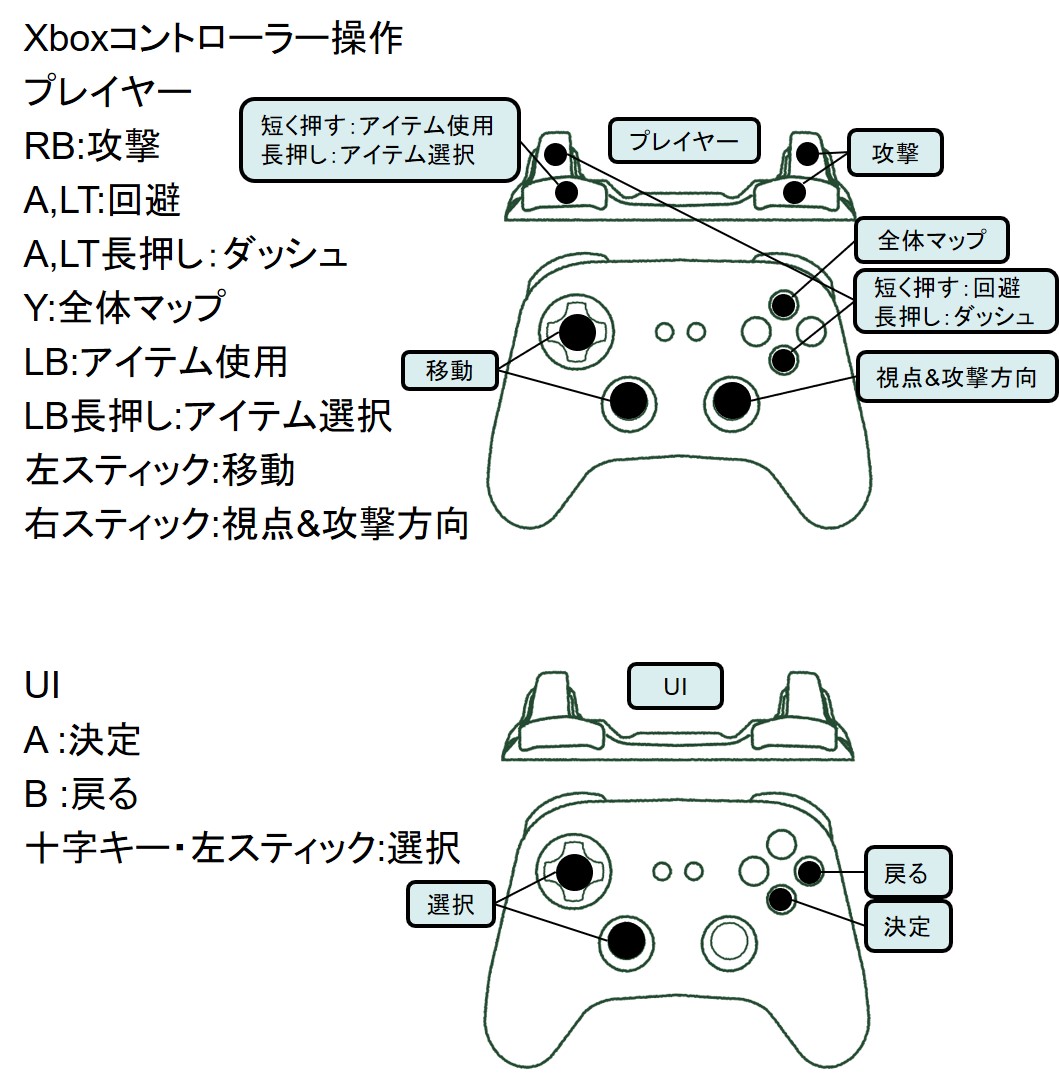 Xboxコントローラー操作
プレイヤー
RB:攻撃
A,LT:回避
A,LT長押し:ダッシュ
Y:全体マップ
LB:アイテム使用
LB長押し:アイテム選択
左スティック:移動
右スティック:視点&攻撃方向
短く押す:アイテム使用
長押し:アイテム選択
プレイヤー
攻撃
全体マップ
短く押す:回避
長押し:ダッシュ
移動
視点&攻撃方向
UI
A :決定
B :戻る
十字キー・左スティック:選択
UI
戻る
選択
決定